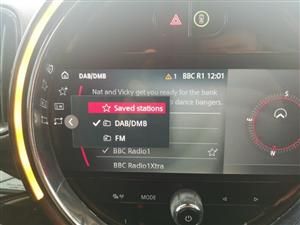 DAB/DMB 1 BBC R1 12:01
Nat and Vicky get you ready for the bank
dance bangers.
Saved stations
DAB/DMB
FM
BBC Radio1
BBC Radio1Xtra
N
E
S
MODE